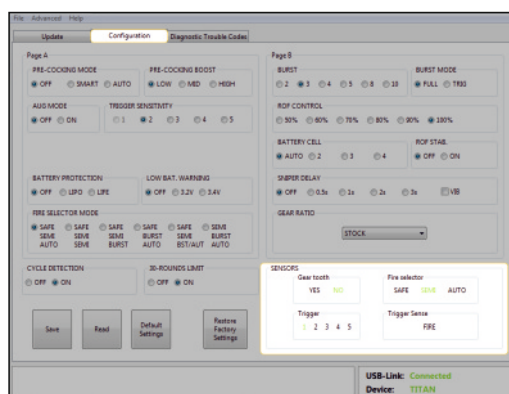 File Advanced Help
Update Configuration Diagnostic Trouble Codes
Page A
PRE-COCKING MODE
OFF SMART AUTO
PRE-COCKING BOOST
LOW MED HIGH
AUG MODE
OFF ON
TRIGGER SENSITIVITY
1 2 3 4 5
BATTERY PROTECTION
OFF LIPO LIFE
LOW BAT. WARNING
OFF 3.2V 3.4V
FIRE SELECTOR MODE
SAFE SAFE SAFE SAFE SAFE SEMI
SEMI SEMI SEMI BURST SEMI BURST
AUTO SEMI BURST AUTO BST/AUT AUTO
CYCLE DETECTION
OFF ON
30-ROUNDS LIMIT
OFF ON
Save
Read
Default
Settings
Restore
Factory
Settings
Page B
BURST
2 3 4 5 8 10
BURST MODE
FULL TRIG
ROF CONTROL
50% 60% 70% 80% 90% 100%
BATTERY CELL
AUTO 2 3 4
ROF STAB.
OFF ON
SNIPER DELAY
OFF 0.5s 1s 2s 3s VIB
GEAR RATIO
STOCK
SENSORS
Gear tooth
YES NO
Fire selector
SAFE SEMI AUTO
Trigger
1 2 3 4 5
Trigger Sense
FIRE
USB-Link: Connected
Device: TITAN